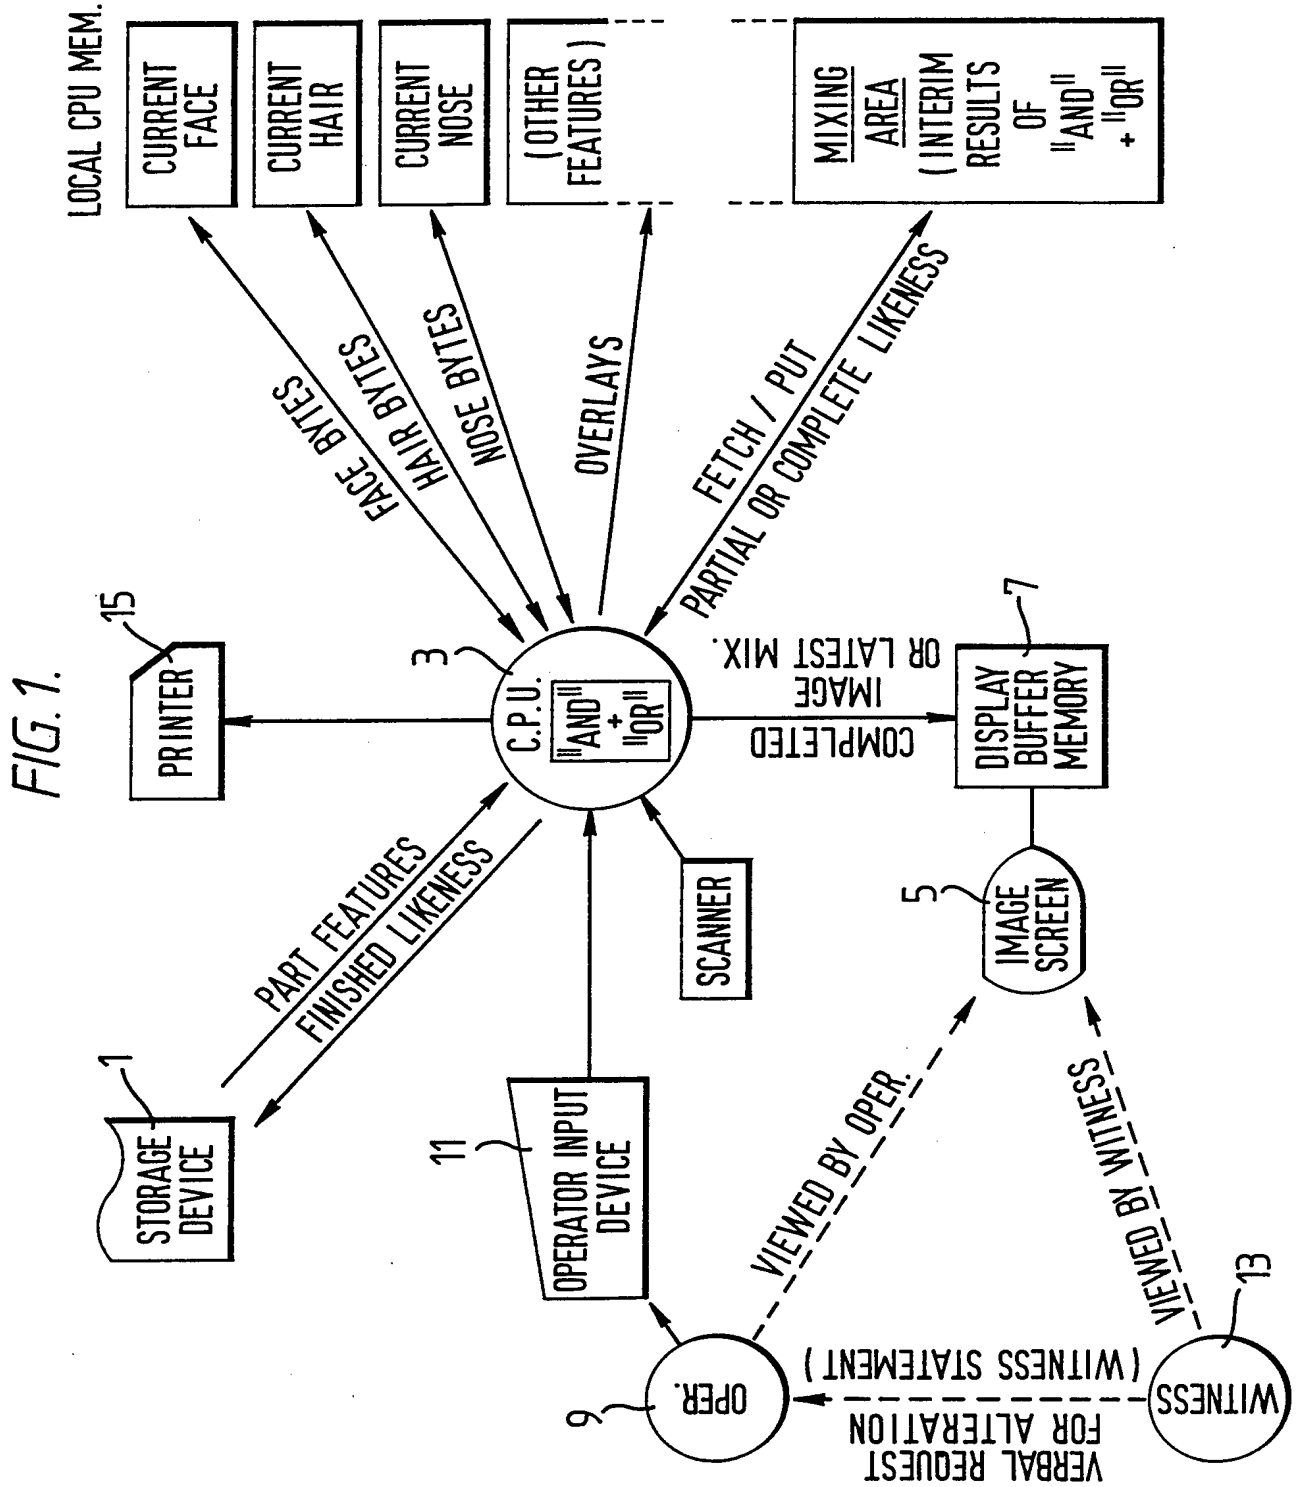 FIG. 1.
LOCAL CPU MEM.
STORAGE
DEVICE
1
PART FEATURES
FINISHED LIKENESS
PRINTER
15
FACE BYTES
HAIR BYTES
NOSE BYTES
OVERLAYS
CURRENT
FACE
CURRENT
HAIR
CURRENT
NOSE
(OTHER
FEATURES)
OPERATOR INPUT
DEVICE
11
3
C.P.U.
"AND"
+
"OR"
SCANNER
FETCH / PUT
PARTIAL OR COMPLETE LIKENESS
MIXING
AREA
(INTERIM
RESULTS
OF
"AND"
+ "OR"
OPER.
9
VIEWED BY OPER.
IMAGE
SCREEN
5
COMPLETED
IMAGE
OR LATEST MIX.
DISPLAY
BUFFER
MEMORY
7
VERBAL REQUEST
FOR ALTERATION
(WITNESS STATEMENT)
WITNESS
13
VIEWED BY WITNESS